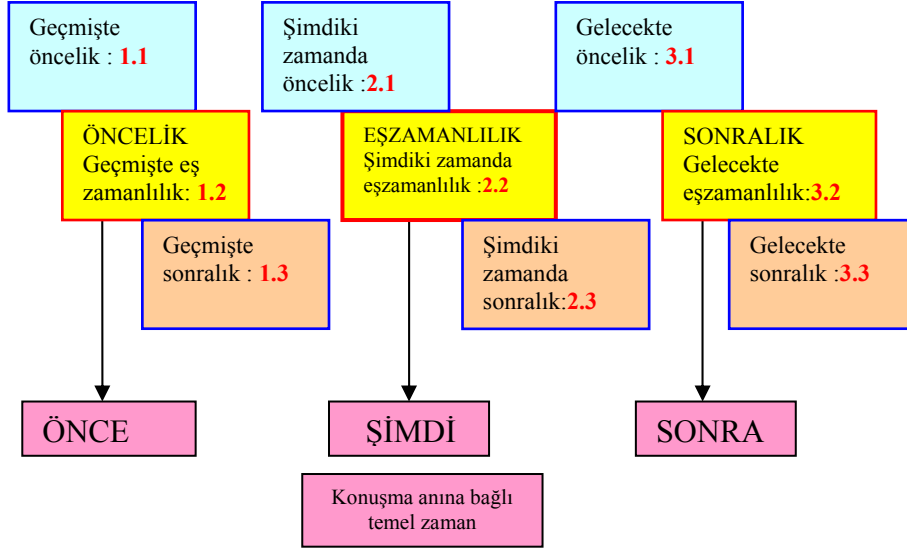 Geçmişte
öncelik : 1.1
Şimdiki
zamanda
öncelik :2.1
Gelecekte
öncelik : 3.1
ÖNCELİK
Geçmişte eş
zamanlılık: 1.2
EŞZAMANLILIK
Şimdiki zamanda
eşzamanlılık :2.2
SONRALIK
Gelecekte
eşzamanlılık:3.2
Geçmişte
sonralık : 1.3
Şimdiki
zamanda
sonralık:2.3
Gelecekte
sonralık :3.3
ÖNCE
ŞİMDİ
SONRA
Konuşma anına bağlı
temel zaman